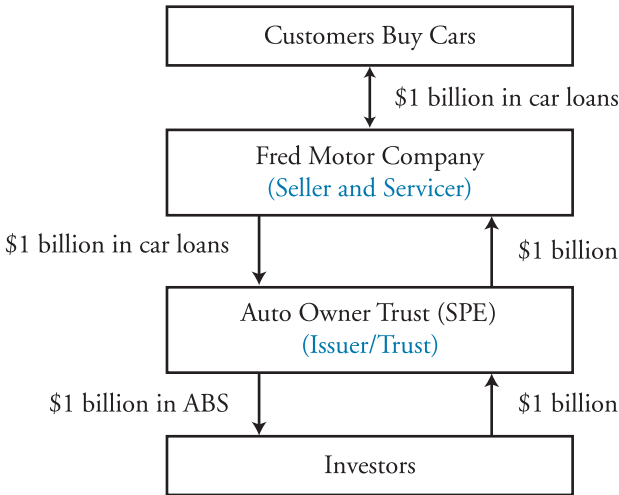 Customers Buy Cars
$1 billion in car loans
Fred Motor Company
(Seller and Servicer)
$1 billion in car loans
$1 billion
Auto Owner Trust (SPE)
(Issuer/Trust)
$1 billion in ABS
$1 billion
Investors